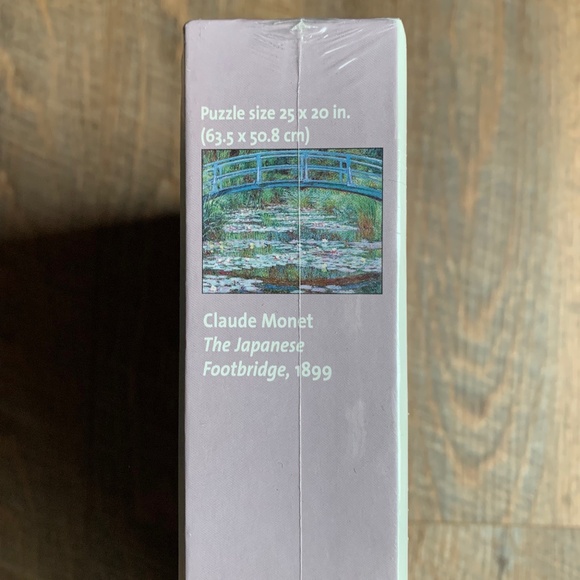 Puzzle size 25 x 20 in.
(63.5 x 50.8 cm)
Claude Monet
The Japanese
Footbridge, 1899